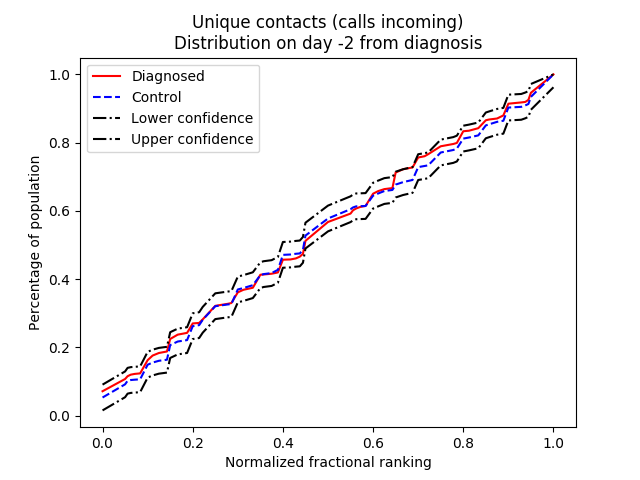 Unique contacts (calls incoming)
Distribution on day -2 from diagnosis
Diagnosed
Control
Lower confidence
Upper confidence
Percentage of population
1.0
0.8
0.6
0.4
0.2
0.0
0.0 0.2 0.4 0.6 0.8 1.0
Normalized fractional ranking